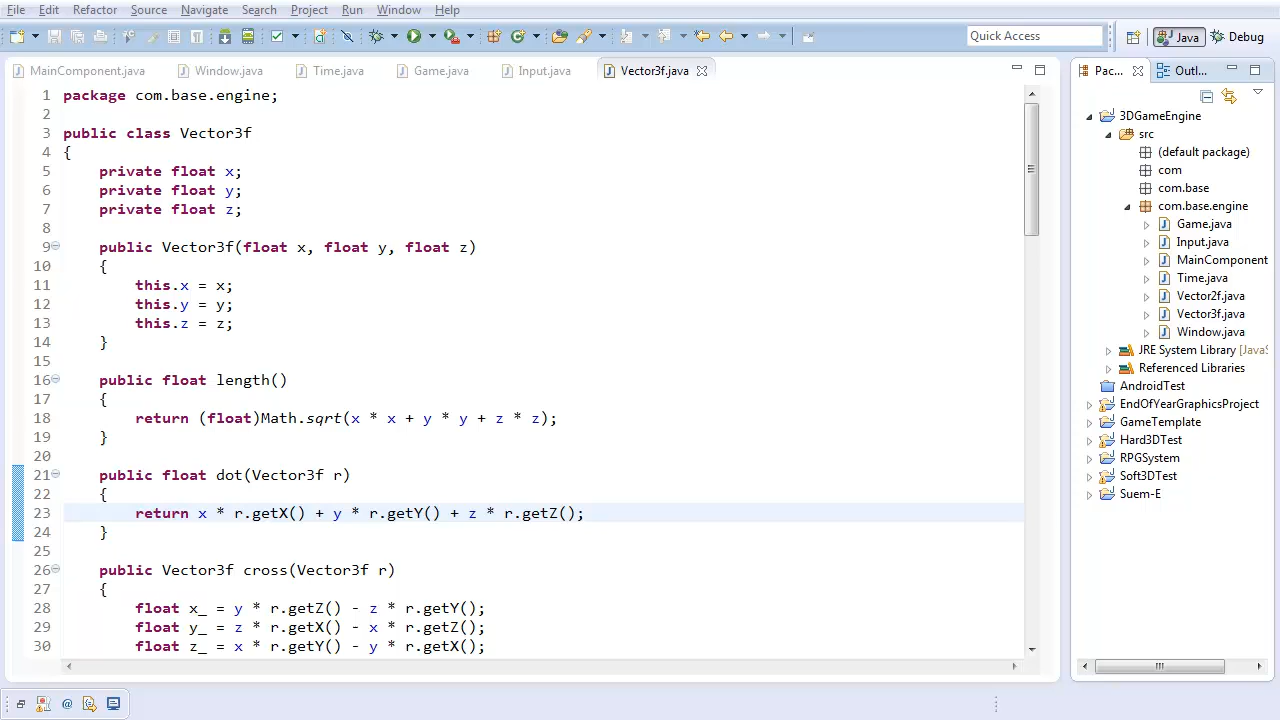 File Edit Refactor Source Navigate Search Project Run Window Help
Quick Access
Java
Debug
MainComponent.java
Window.java
Time.java
Game.java
Input.java
Vector3f.java
1 package com.base.engine;
2
3 public class Vector3f
4 {
5 private float x;
6 private float y;
7 private float z;
8
9 public Vector3f(float x, float y, float z)
10 {
11 this.x = x;
12 this.y = y;
13 this.z = z;
14 }
15
16 public float length()
17 {
18 return (float)Math.sqrt(x * x + y * y + z * z);
19 }
20
21 public float dot(Vector3f r)
22 {
23 return x * r.getX() + y * r.getY() + z * r.getZ();
24 }
25
26 public Vector3f cross(Vector3f r)
27 {
28 float x_ = y * r.getZ() - z * r.getY();
29 float y_ = z * r.getX() - x * r.getZ();
30 float z_ = x * r.getY() - y * r.getX();
Pac...
Outl...
3DGameEngine
src
(default package)
com
com.base
com.base.engine
Game.java
Input.java
MainComponent
Time.java
Vector2f.java
Vector3f.java
Window.java
JRE System Library [JavaS
Referenced Libraries
AndroidTest
EndOfYearGraphicsProject
GameTemplate
Hard3DTest
RPGSystem
Soft3DTest
Suem-E